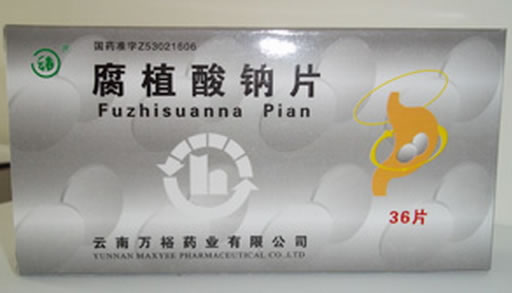 国药准字Z53021606
腐植酸钠片
Fuzhisuanna Pian
36片
云南万裕药业有限公司
YUNNAN MAXYEE PHARMACEUTICAL CO.,LTD